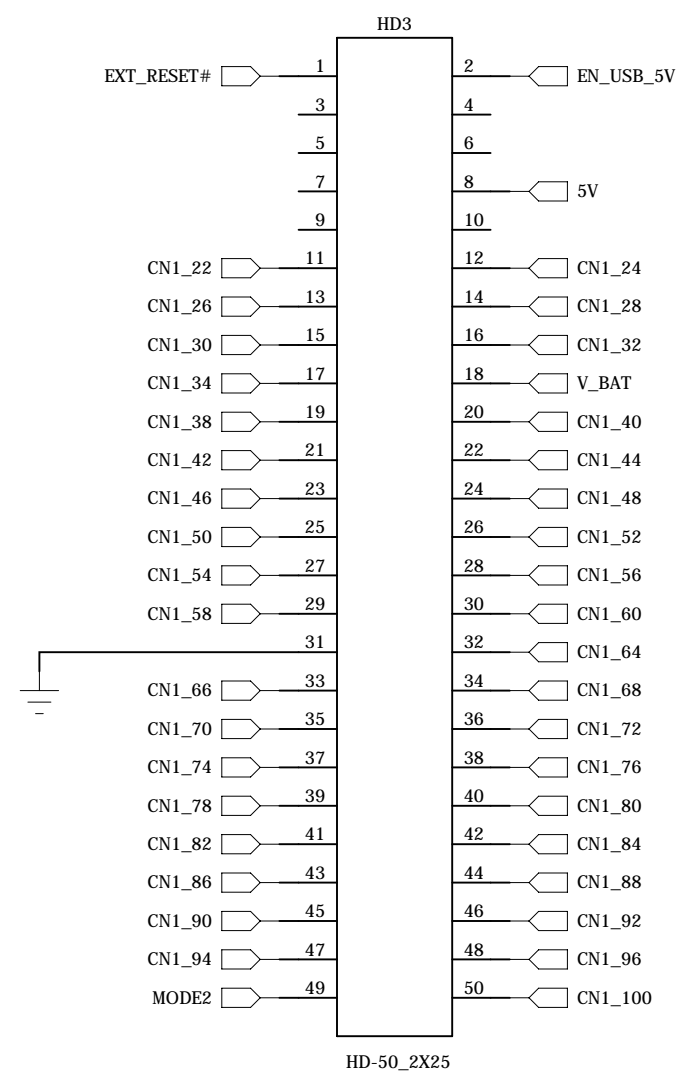 HD3
EXT_RESET# 1 2 EN_USB_5V
3 4
5 6
7 8 5V
9 10
CN1_22 11 12 CN1_24
CN1_26 13 14 CN1_28
CN1_30 15 16 CN1_32
CN1_34 17 18 V_BAT
CN1_38 19 20 CN1_40
CN1_42 21 22 CN1_44
CN1_46 23 24 CN1_48
CN1_50 25 26 CN1_52
CN1_54 27 28 CN1_56
CN1_58 29 30 CN1_60
31 32 CN1_64
CN1_66 33 34 CN1_68
CN1_70 35 36 CN1_72
CN1_74 37 38 CN1_76
CN1_78 39 40 CN1_80
CN1_82 41 42 CN1_84
CN1_86 43 44 CN1_88
CN1_90 45 46 CN1_92
CN1_94 47 48 CN1_96
MODE2 49 50 CN1_100
HD-50_2X25